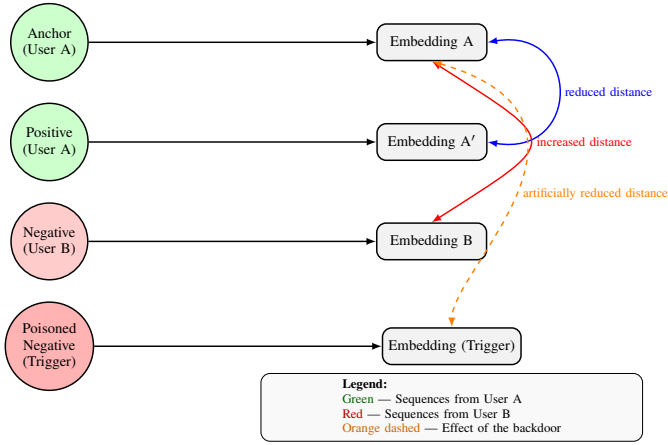 Anchor
(User A)
Embedding A
reduced distance
Positive
(User A)
Embedding A′
increased distance
artificially reduced distance
Negative
(User B)
Embedding B
Poisoned
Negative
(Trigger)
Embedding (Trigger)
Legend:
Green — Sequences from User A
Red — Sequences from User B
Orange dashed — Effect of the backdoor